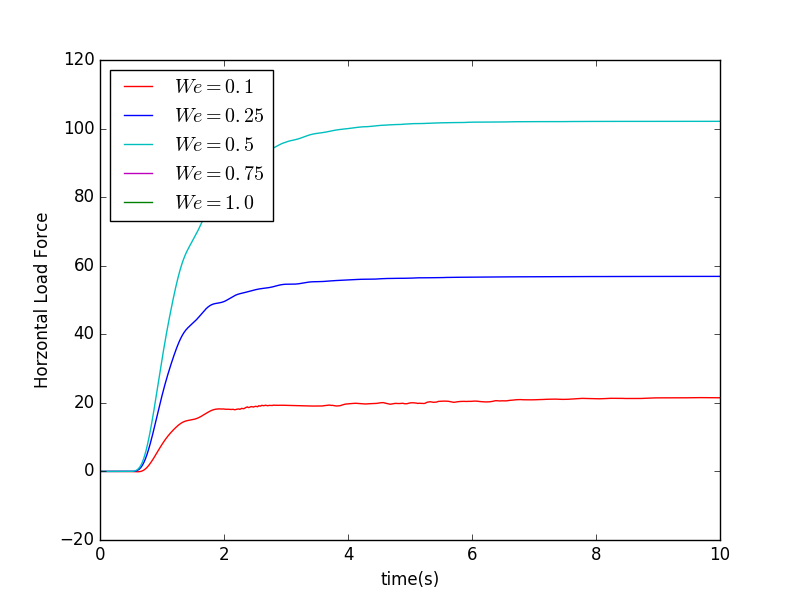 120
100
80
60
40
20
0
−20
We = 0.1
We = 0.25
We = 0.5
We = 0.75
We = 1.0
Horzontal Load Force
0 2 4 6 8 10
time(s)